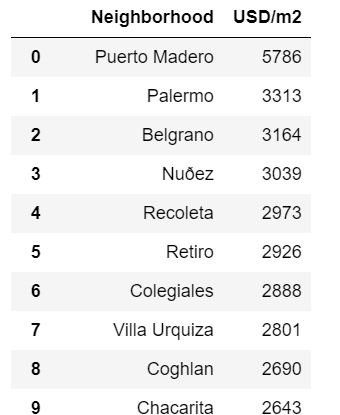 Neighborhood USD/m2
0 Puerto Madero 5786
1 Palermo 3313
2 Belgrano 3164
3 Nuðez 3039
4 Recoleta 2973
5 Retiro 2926
6 Colegiales 2888
7 Villa Urquiza 2801
8 Coghlan 2690
9 Chacarita 2643